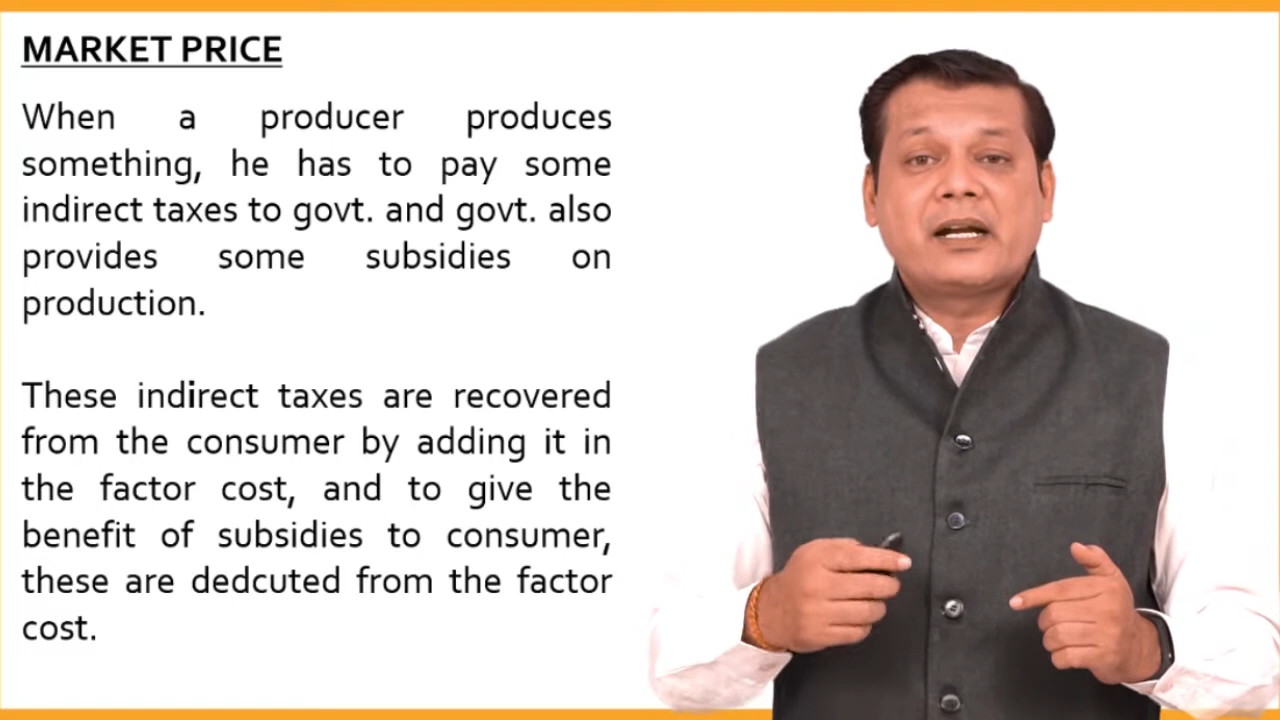 MARKET PRICE
When a producer produces
something, he has to pay some
indirect taxes to govt. and govt. also
provides some subsidies on
production.
These indirect taxes are recovered
from the consumer by adding it in
the factor cost, and to give the
benefit of subsidies to consumer,
these are dedcuted from the factor
cost.